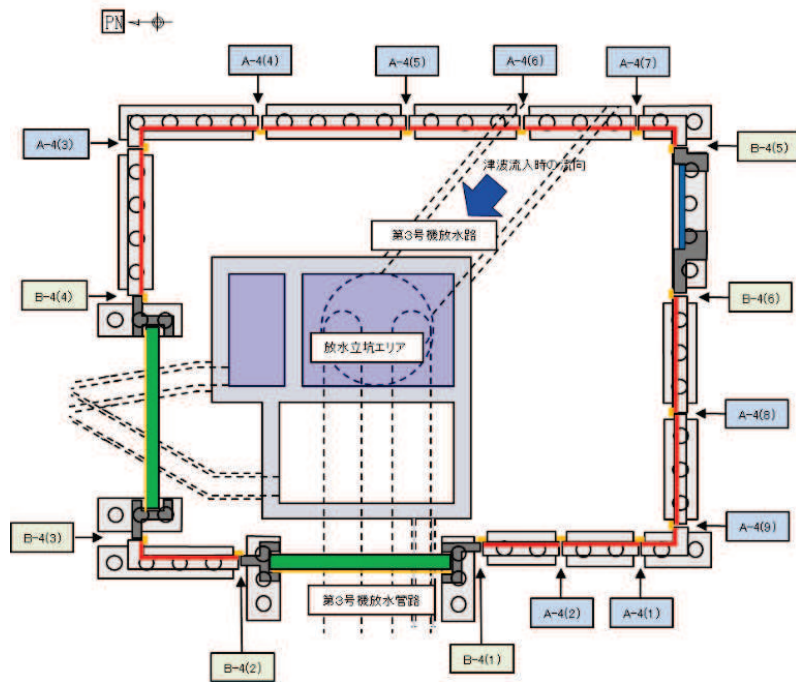 PN
A-4(4)
A-4(5)
A-4(6)
A-4(7)
A-4(3)
B-4(5)
津波流入時の流向
第3号機放水路
B-4(4)
B-4(6)
放水立坑エリア
A-4(8)
B-4(3)
A-4(9)
第3号機放水管路
A-4(2)
A-4(1)
B-4(2)
B-4(1)